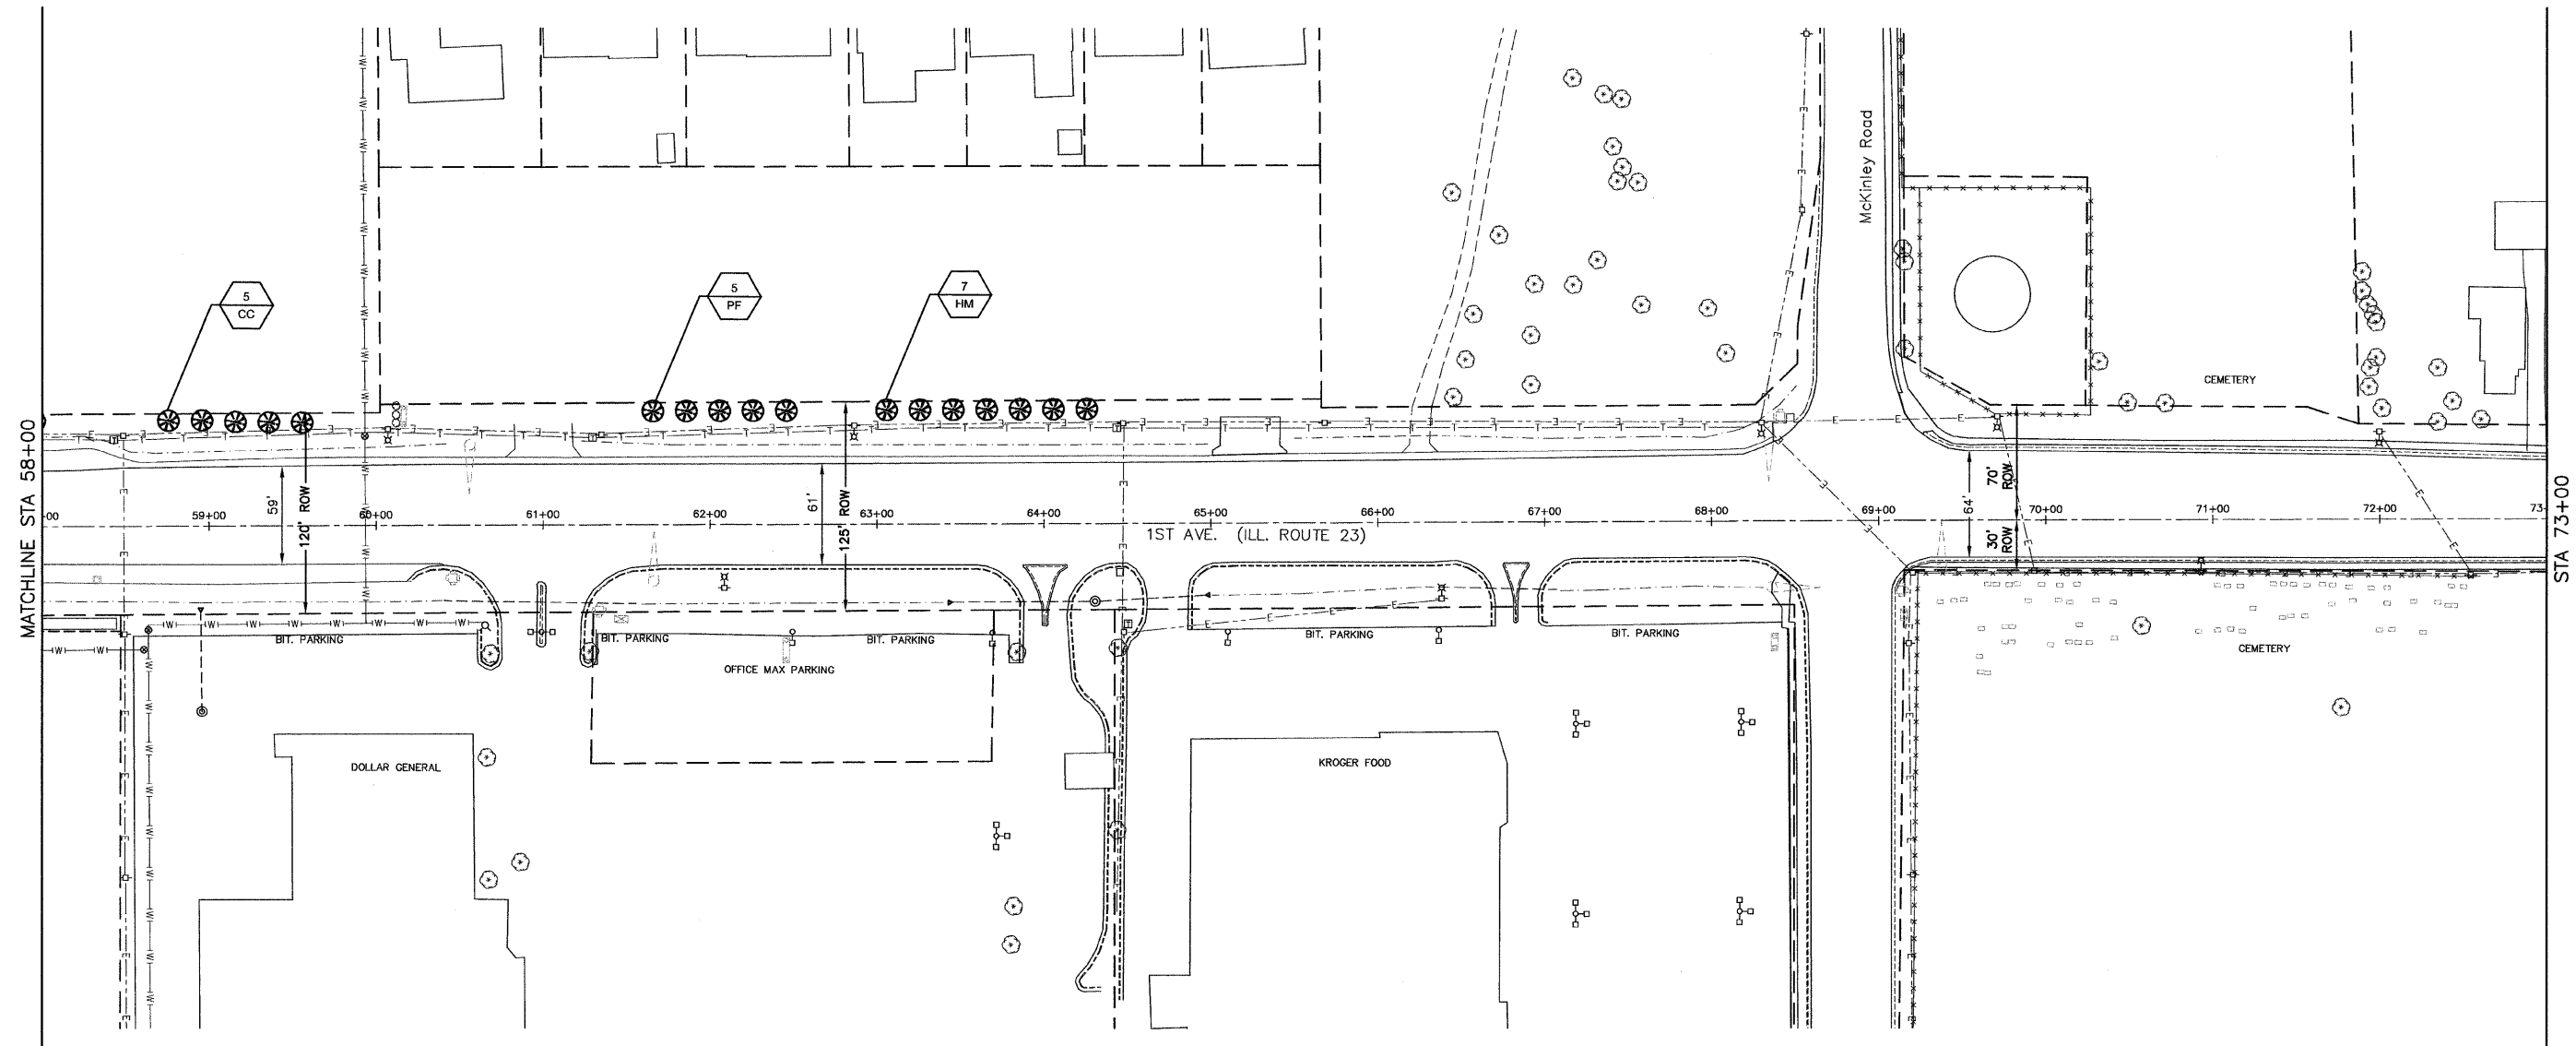 McKinley Road
5
CC
5
PF
7
HM
CEMETERY
MATCHLINE STA 58+00
STA 73+00
59'
120' ROW
61'
125' ROW
64'
70'
ROW
30'
ROW
+00
59+00
60+00
61+00
62+00
63+00
64+00
65+00
66+00
67+00
68+00
69+00
70+00
71+00
72+00
73+
1ST AVE. (ILL. ROUTE 23)
BIT. PARKING
BIT. PARKING
BIT. PARKING
BIT. PARKING
BIT. PARKING
OFFICE MAX PARKING
CEMETERY
DOLLAR GENERAL
KROGER FOOD